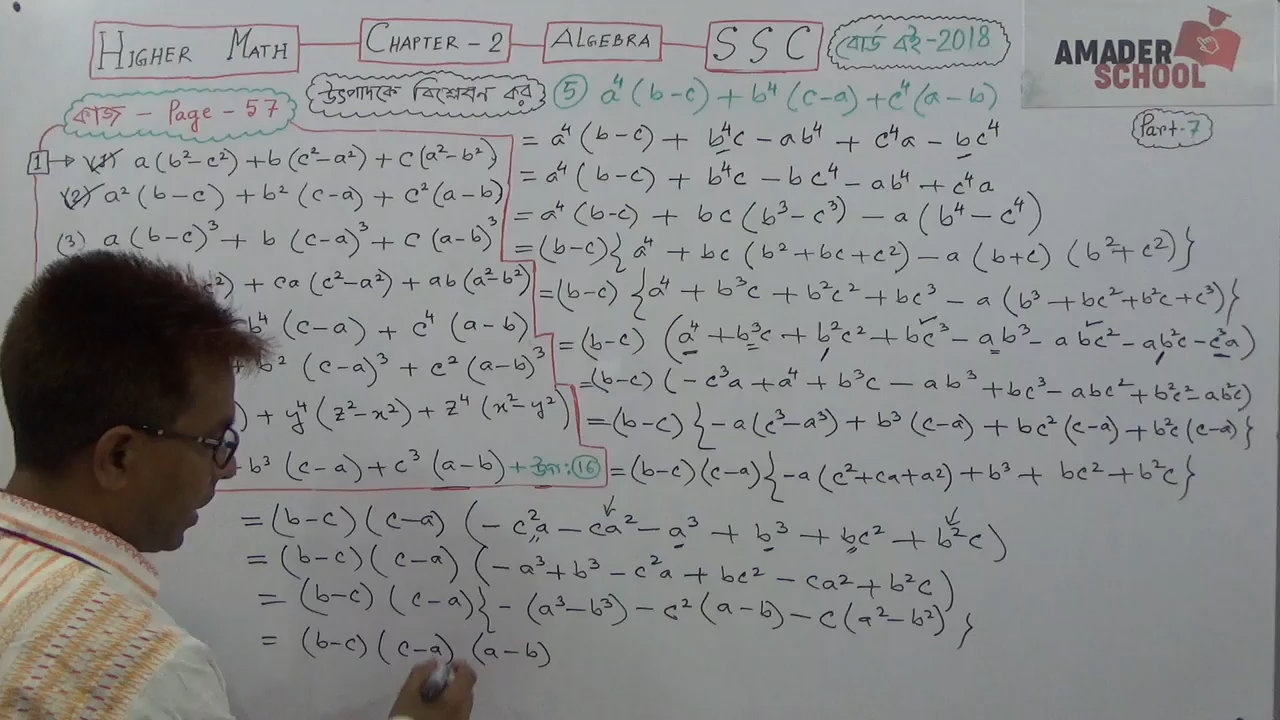 HIGHER MATH CHAPTER - 2 ALGEBRA SSC বোর্ড বই-2018
AMADER SCHOOL
Part-7
কাজ - Page - 57
উৎপাদকে বিশ্লেষন কর
1 → (1) a(b²-c²)+b(c²-a²)+c(a²-b²)
(2) a²(b-c)+b²(c-a)+c²(a-b)
(3) a(b-c)³+b(c-a)³+c(a-b)³
c²)+ca(c²-a²)+ab(a²-b²)
b⁴(c-a)+c⁴(a-b)
+b²(c-a)³+c²(a-b)³
)+y⁴(z²-x²)+z⁴(x²-y²)
b³(c-a)+c³(a-b)+উদা:16
5 a⁴(b-c)+b⁴(c-a)+c⁴(a-b)
= a⁴(b-c)+b⁴c-ab⁴+c⁴a-bc⁴
= a⁴(b-c)+b⁴c-bc⁴-ab⁴+c⁴a
= a⁴(b-c)+bc(b³-c³)-a(b⁴-c⁴)
=(b-c){a⁴+bc(b²+bc+c²)-a(b+c)(b²+c²)}
=(b-c){a⁴+b³c+b²c²+bc³-a(b³+bc²+b²c+c³)}
=(b-c)(a⁴+b³c+b²c²+bc³-ab³-abc²-ab²c-c³a)
=(b-c)(-c³a+a⁴+b³c-ab³+bc³-abc²+b²c²-ab²c)
=(b-c){-a(c³-a³)+b³(c-a)+bc²(c-a)+b²c(c-a)}
=(b-c)(c-a){-a(c²+ca+a²)+b³+bc²+b²c}
=(b-c)(c-a)(-c²a-ca²-a³+b³+bc²+b²c)
=(b-c)(c-a)(-a³+b³-c²a+bc²-ca²+b²c)
=(b-c)(c-a){-(a³-b³)-c²(a-b)-c(a²-b²)}
=(b-c)(c-a)(a-b)